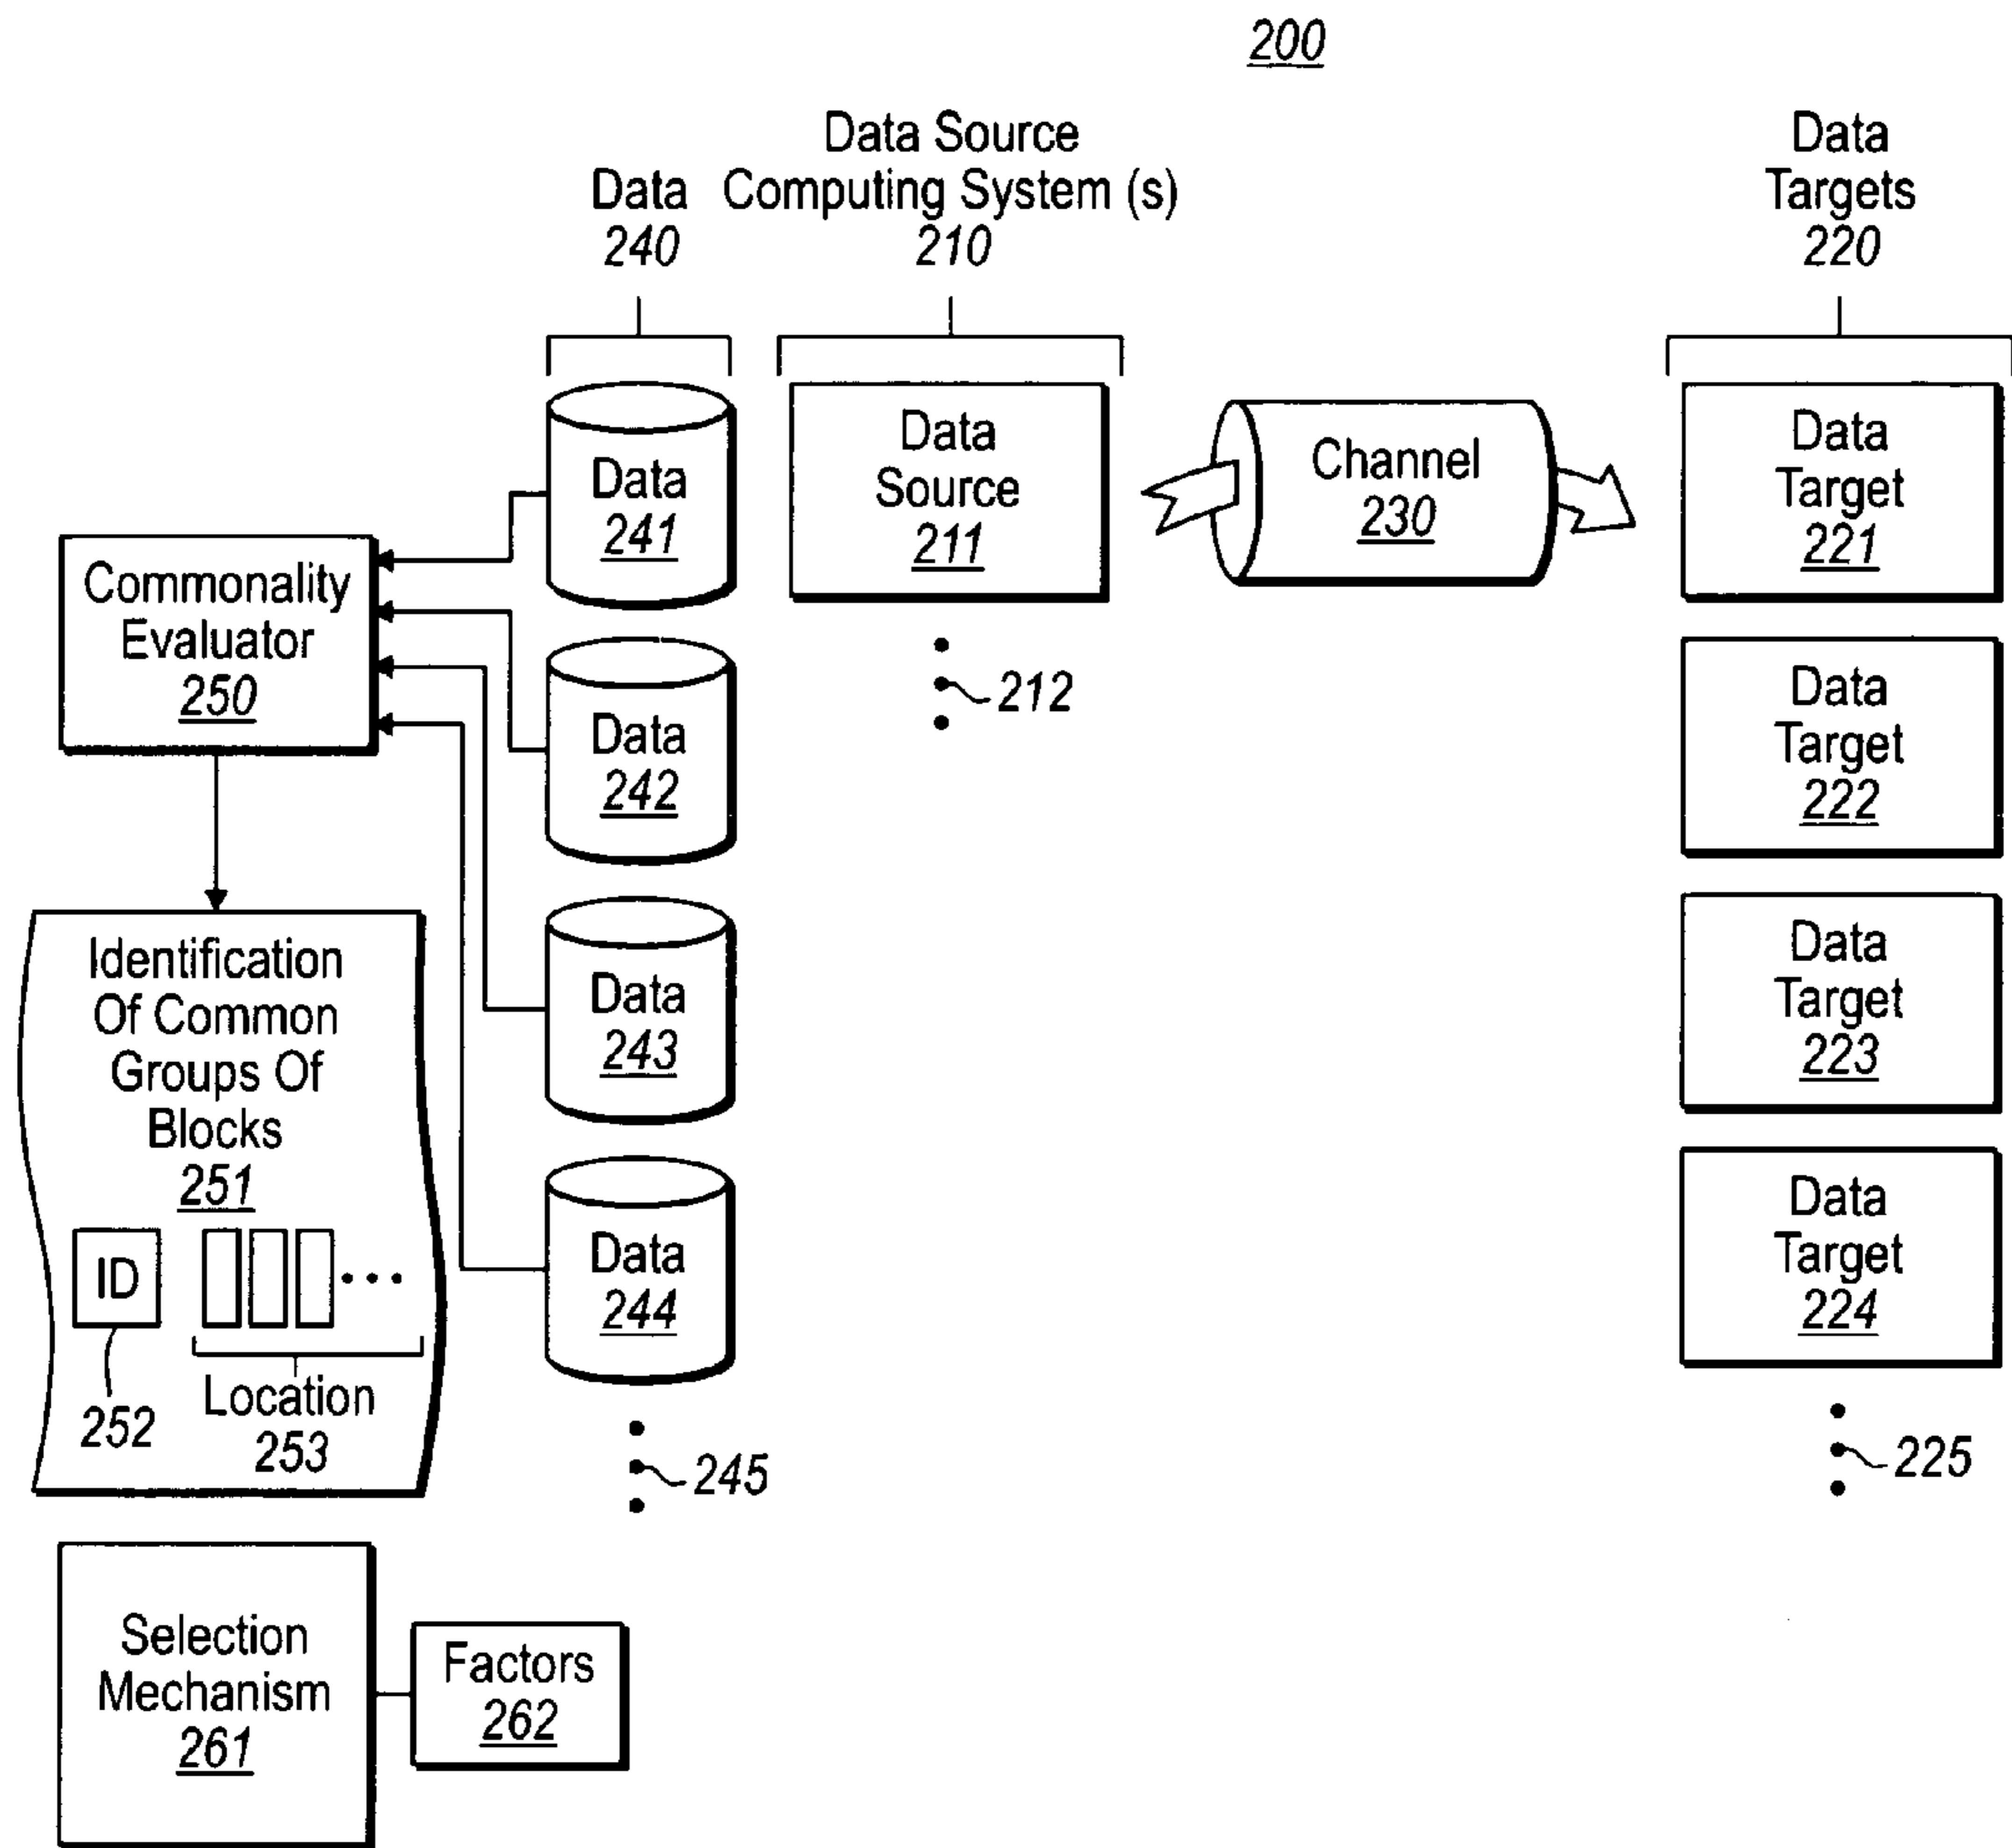 200
Data
240
Data Source
Computing System (s)
210
Data
Targets
220
Data
241
Data
Source
211
Channel
230
Data
Target
221
Commonality
Evaluator
250
Data
242
212
Data
Target
222
Identification
Of Common
Groups Of
Blocks
251
ID
252
Location
253
Data
243
Data
Target
223
Data
244
Data
Target
224
245
225
Selection
Mechanism
261
Factors
262